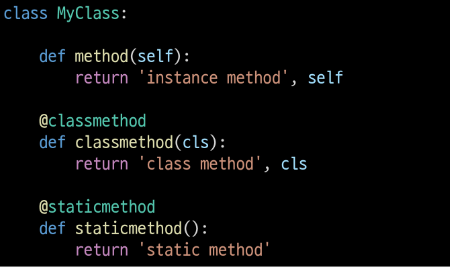 class MyClass:
    def method(self):
        return 'instance method', self
    @classmethod
    def classmethod(cls):
        return 'class method', cls
    @staticmethod
    def staticmethod():
        return 'static method'